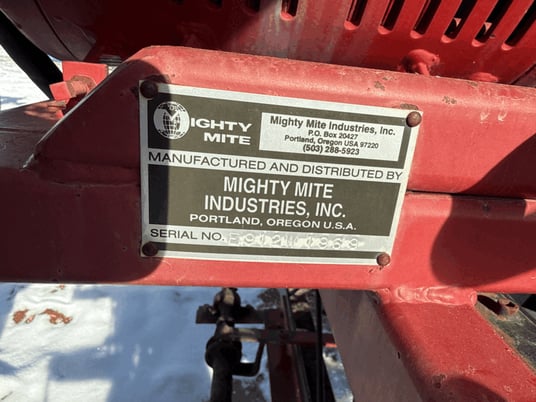 MIGHTY
MITE
Mighty Mite Industries, Inc.
P.O. Box 20427
Portland, Oregon USA 97220
(503) 288-5923
MANUFACTURED AND DISTRIBUTED BY
MIGHTY MITE
INDUSTRIES, INC.
PORTLAND, OREGON U.S.A.
SERIAL NO.